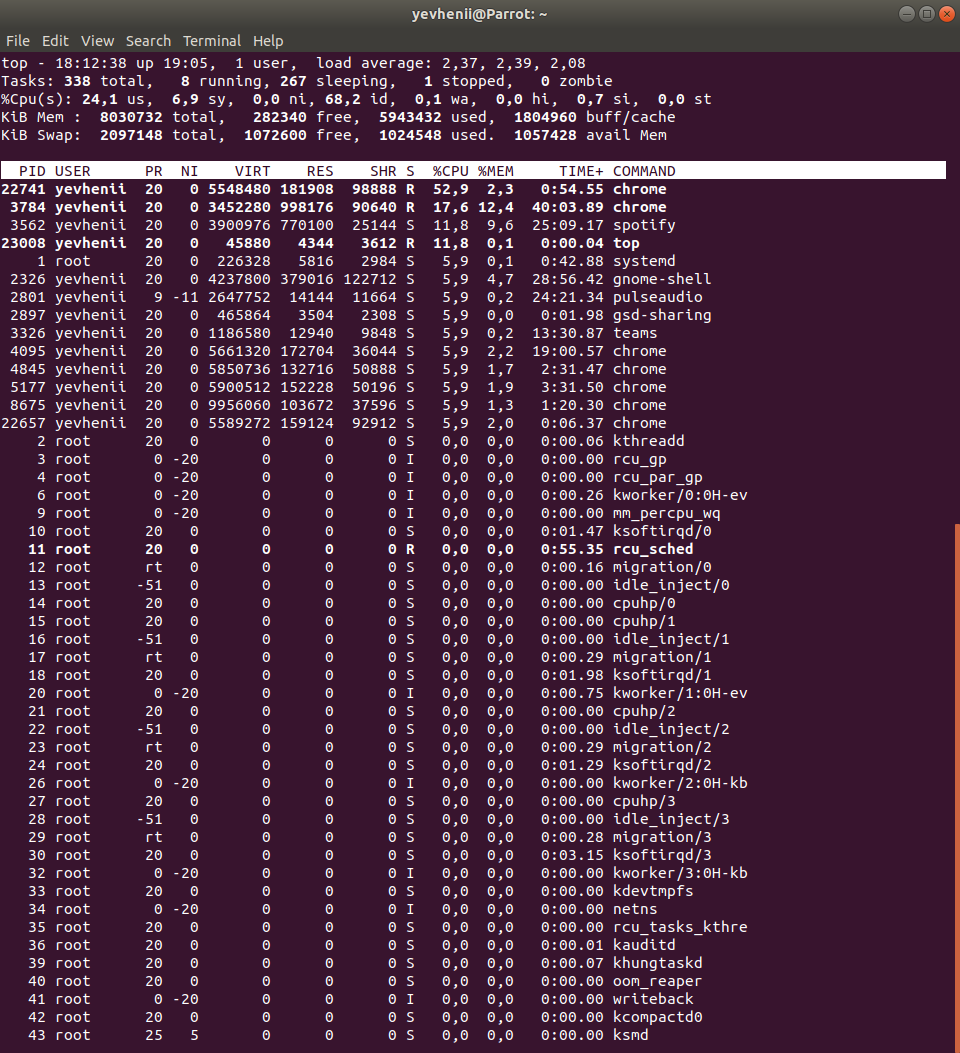 yevhenii@Parrot: ~
File Edit View Search Terminal Help
top - 18:12:38 up 19:05,  1 user,  load average: 2,37, 2,39, 2,08
Tasks: 338 total,   8 running, 267 sleeping,   1 stopped,   0 zombie
%Cpu(s): 24,1 us,  6,9 sy,  0,0 ni, 68,2 id,  0,1 wa,  0,0 hi,  0,7 si,  0,0 st
KiB Mem :  8030732 total,   282340 free,  5943432 used,  1804960 buff/cache
KiB Swap:  2097148 total,  1072600 free,  1024548 used.  1057428 avail Mem
PID USER PR NI VIRT RES SHR S %CPU %MEM TIME+ COMMAND
22741 yevhenii 20 0 5548480 181908 98888 R 52,9 2,3 0:54.55 chrome
3784 yevhenii 20 0 3452280 998176 90640 R 17,6 12,4 40:03.89 chrome
3562 yevhenii 20 0 3900976 770100 25144 S 11,8 9,6 25:09.17 spotify
23008 yevhenii 20 0 45880 4344 3612 R 11,8 0,1 0:00.04 top
1 root 20 0 226328 5816 2984 S 5,9 0,1 0:42.88 systemd
2326 yevhenii 20 0 4237800 379016 122712 S 5,9 4,7 28:56.42 gnome-shell
2801 yevhenii 9 -11 2647752 14144 11664 S 5,9 0,2 24:21.34 pulseaudio
2897 yevhenii 20 0 465864 3504 2308 S 5,9 0,0 0:01.98 gsd-sharing
3326 yevhenii 20 0 1186580 12940 9848 S 5,9 0,2 13:30.87 teams
4095 yevhenii 20 0 5661320 172704 36044 S 5,9 2,2 19:00.57 chrome
4845 yevhenii 20 0 5850736 132716 50888 S 5,9 1,7 2:31.47 chrome
5177 yevhenii 20 0 5900512 152228 50196 S 5,9 1,9 3:31.50 chrome
8675 yevhenii 20 0 9956060 103672 37596 S 5,9 1,3 1:20.30 chrome
22657 yevhenii 20 0 5589272 159124 92912 S 5,9 2,0 0:06.37 chrome
2 root 20 0 0 0 0 S 0,0 0,0 0:00.06 kthreadd
3 root 0 -20 0 0 0 I 0,0 0,0 0:00.00 rcu_gp
4 root 0 -20 0 0 0 I 0,0 0,0 0:00.00 rcu_par_gp
6 root 0 -20 0 0 0 I 0,0 0,0 0:00.26 kworker/0:0H-ev
9 root 0 -20 0 0 0 I 0,0 0,0 0:00.00 mm_percpu_wq
10 root 20 0 0 0 0 S 0,0 0,0 0:01.47 ksoftirqd/0
11 root 20 0 0 0 0 R 0,0 0,0 0:55.35 rcu_sched
12 root rt 0 0 0 0 S 0,0 0,0 0:00.16 migration/0
13 root -51 0 0 0 0 S 0,0 0,0 0:00.00 idle_inject/0
14 root 20 0 0 0 0 S 0,0 0,0 0:00.00 cpuhp/0
15 root 20 0 0 0 0 S 0,0 0,0 0:00.00 cpuhp/1
16 root -51 0 0 0 0 S 0,0 0,0 0:00.00 idle_inject/1
17 root rt 0 0 0 0 S 0,0 0,0 0:00.29 migration/1
18 root 20 0 0 0 0 S 0,0 0,0 0:01.98 ksoftirqd/1
20 root 0 -20 0 0 0 I 0,0 0,0 0:00.75 kworker/1:0H-ev
21 root 20 0 0 0 0 S 0,0 0,0 0:00.00 cpuhp/2
22 root -51 0 0 0 0 S 0,0 0,0 0:00.00 idle_inject/2
23 root rt 0 0 0 0 S 0,0 0,0 0:00.29 migration/2
24 root 20 0 0 0 0 S 0,0 0,0 0:01.29 ksoftirqd/2
26 root 0 -20 0 0 0 I 0,0 0,0 0:00.00 kworker/2:0H-kb
27 root 20 0 0 0 0 S 0,0 0,0 0:00.00 cpuhp/3
28 root -51 0 0 0 0 S 0,0 0,0 0:00.00 idle_inject/3
29 root rt 0 0 0 0 S 0,0 0,0 0:00.28 migration/3
30 root 20 0 0 0 0 S 0,0 0,0 0:03.15 ksoftirqd/3
32 root 0 -20 0 0 0 I 0,0 0,0 0:00.00 kworker/3:0H-kb
33 root 20 0 0 0 0 S 0,0 0,0 0:00.00 kdevtmpfs
34 root 0 -20 0 0 0 I 0,0 0,0 0:00.00 netns
35 root 20 0 0 0 0 S 0,0 0,0 0:00.00 rcu_tasks_kthre
36 root 20 0 0 0 0 S 0,0 0,0 0:00.01 kauditd
39 root 20 0 0 0 0 S 0,0 0,0 0:00.07 khungtaskd
40 root 20 0 0 0 0 S 0,0 0,0 0:00.00 oom_reaper
41 root 0 -20 0 0 0 I 0,0 0,0 0:00.00 writeback
42 root 20 0 0 0 0 S 0,0 0,0 0:00.00 kcompactd0
43 root 25 5 0 0 0 S 0,0 0,0 0:00.00 ksmd